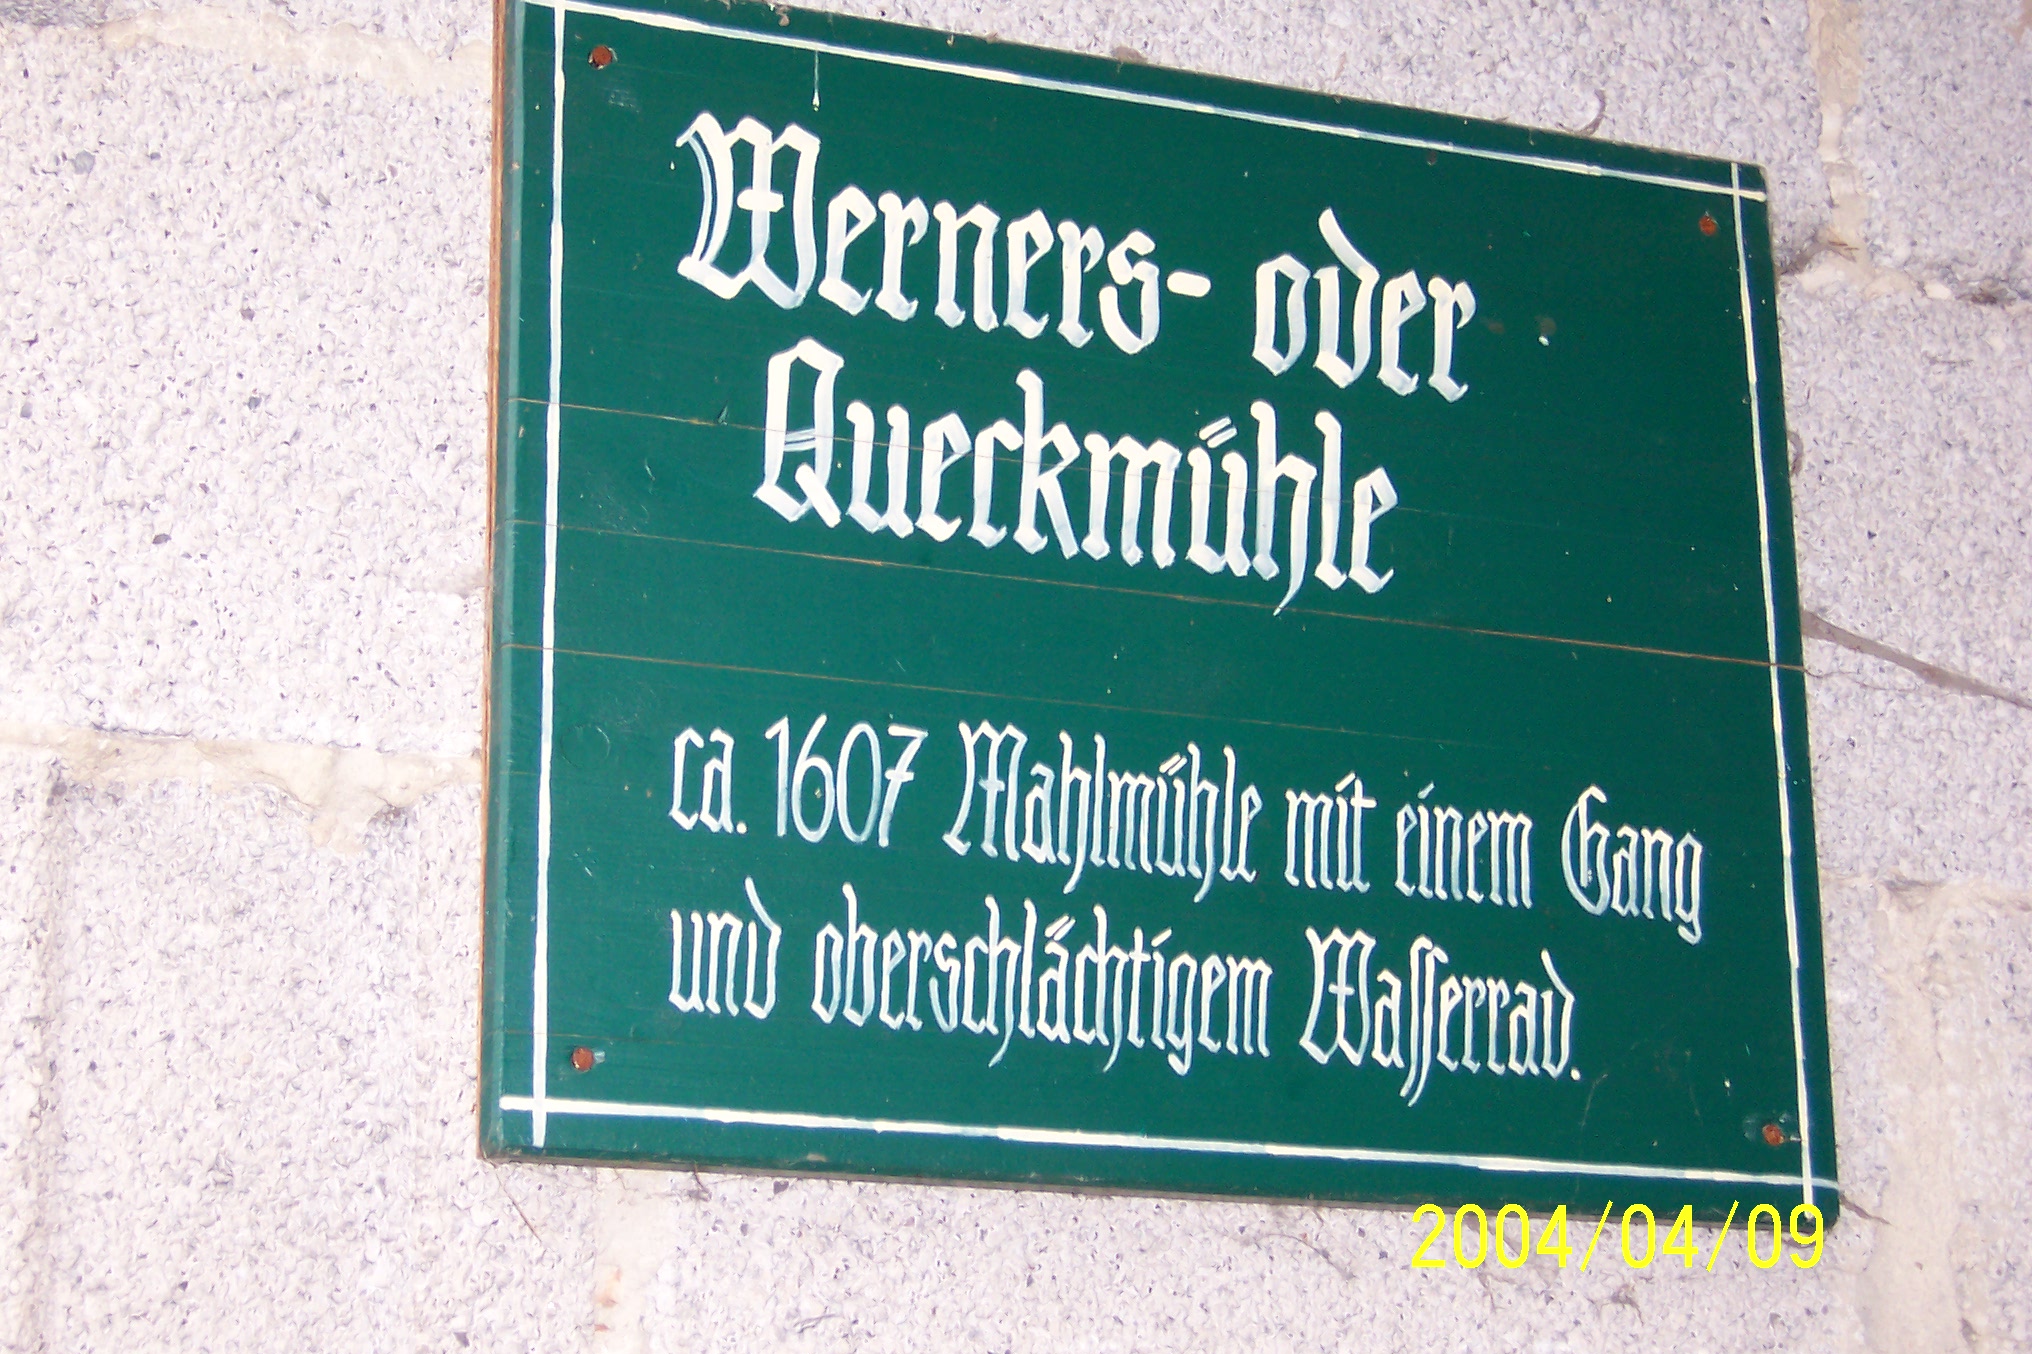 Werners- oder
Queckmühle
ca. 1607 Mahlmühle mit einem Gang
und oberschlächtigem Waſſerrad.
2004/04/09